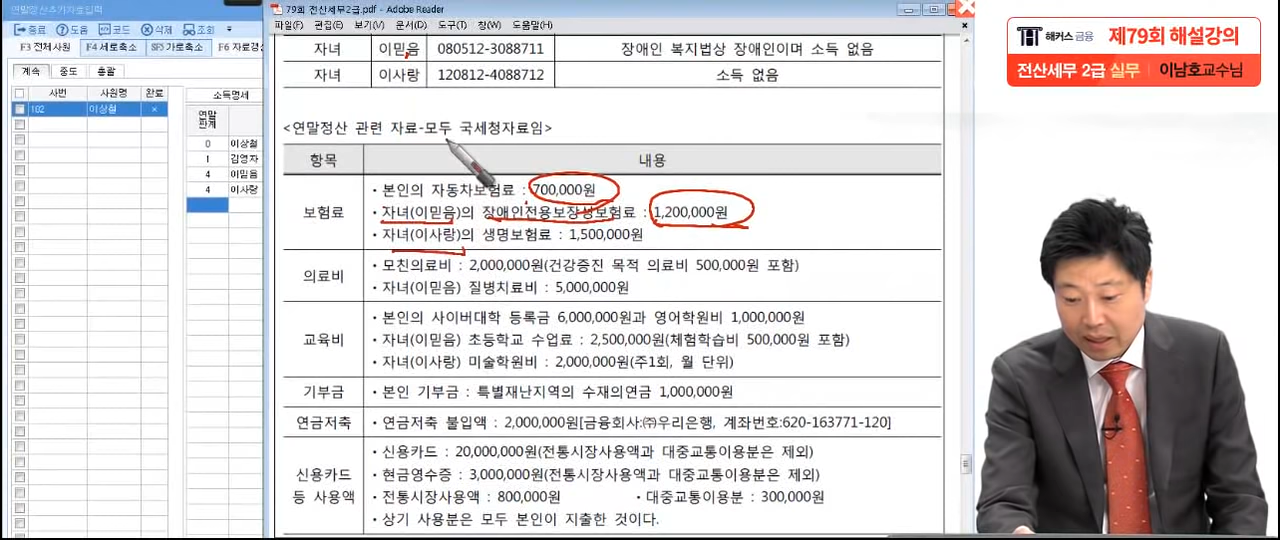 연말정산추가자료입력
종료 도움 코드 삭제 조회
F3 전체사원 F4 세로축소 SF5 가로축소 F6 자료갱신
계속 중도 총괄
사번 사원명 완료
102 이상철 ×
소득명세
연말
관계
0 이상철
1 김영자
4 이믿음
4 이사랑
79회 전산세무2급.pdf - Adobe Reader
파일(F) 편집(E) 보기(V) 문서(D) 도구(T) 창(W) 도움말(H)
자녀 이믿음 080512-3088711 장애인 복지법상 장애인이며 소득 없음
자녀 이사랑 120812-4088712 소득 없음
<연말정산 관련 자료-모두 국세청자료임>
항목 내용
보험료
· 본인의 자동차보험료 : 700,000원
· 자녀(이믿음)의 장애인전용보장성보험료 : 1,200,000원
· 자녀(이사랑)의 생명보험료 : 1,500,000원
의료비
· 모친의료비 : 2,000,000원(건강증진 목적 의료비 500,000원 포함)
· 자녀(이믿음) 질병치료비 : 5,000,000원
교육비
· 본인의 사이버대학 등록금 6,000,000원과 영어학원비 1,000,000원
· 자녀(이믿음) 초등학교 수업료 : 2,500,000원(체험학습비 500,000원 포함)
· 자녀(이사랑) 미술학원비 : 2,000,000원(주1회, 월 단위)
기부금
· 본인 기부금 : 특별재난지역의 수재의연금 1,000,000원
연금저축
· 연금저축 불입액 : 2,000,000원[금융회사:㈜우리은행, 계좌번호:620-163771-120]
신용카드
등 사용액
· 신용카드 : 20,000,000원(전통시장사용액과 대중교통이용분은 제외)
· 현금영수증 : 3,000,000원(전통시장사용액과 대중교통이용분은 제외)
· 전통시장사용액 : 800,000원 · 대중교통이용분 : 300,000원
· 상기 사용분은 모두 본인이 지출한 것이다.
해커스 금융 제79회 해설강의
전산세무 2급 실무 이남호교수님